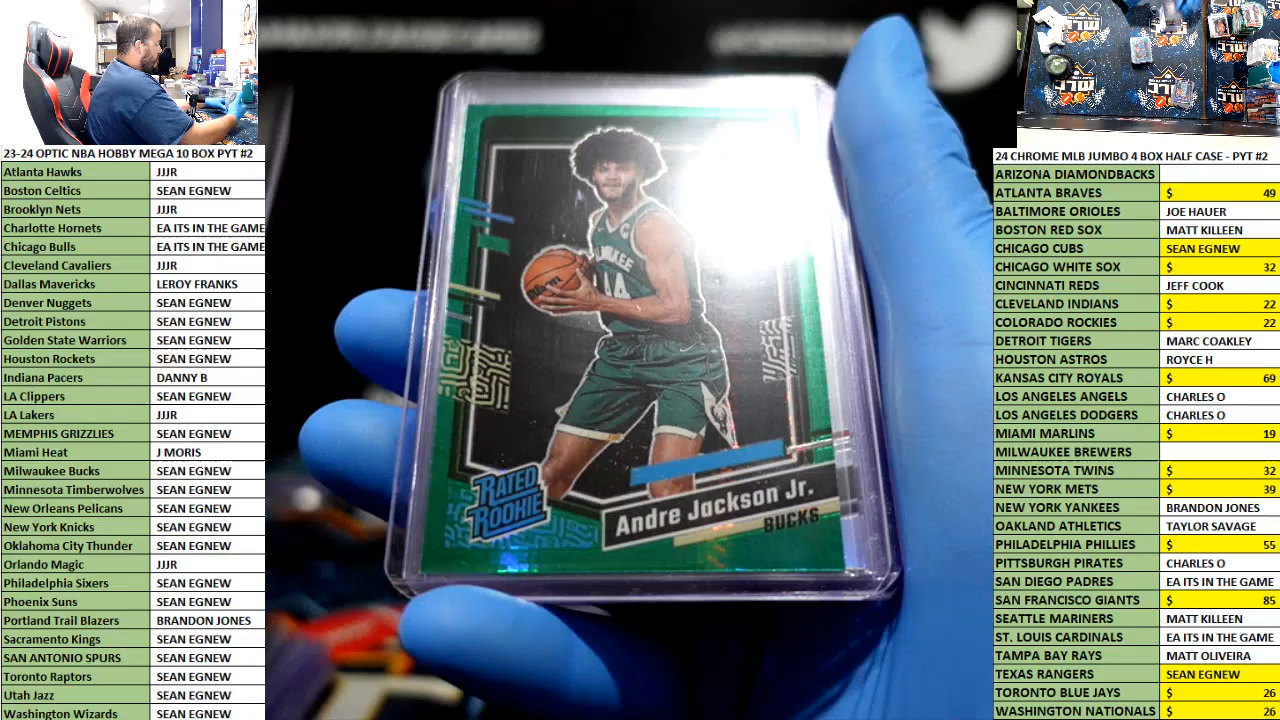 23-24 OPTIC NBA HOBBY MEGA 10 BOX PYT #2
Atlanta Hawks JJJR
Boston Celtics SEAN EGNEW
Brooklyn Nets JJJR
Charlotte Hornets EA ITS IN THE GAME
Chicago Bulls EA ITS IN THE GAME
Cleveland Cavaliers JJJR
Dallas Mavericks LEROY FRANKS
Denver Nuggets SEAN EGNEW
Detroit Pistons SEAN EGNEW
Golden State Warriors SEAN EGNEW
Houston Rockets SEAN EGNEW
Indiana Pacers DANNY B
LA Clippers SEAN EGNEW
LA Lakers JJJR
MEMPHIS GRIZZLIES SEAN EGNEW
Miami Heat J MORIS
Milwaukee Bucks SEAN EGNEW
Minnesota Timberwolves SEAN EGNEW
New Orleans Pelicans SEAN EGNEW
New York Knicks SEAN EGNEW
Oklahoma City Thunder SEAN EGNEW
Orlando Magic JJJR
Philadelphia Sixers SEAN EGNEW
Phoenix Suns SEAN EGNEW
Portland Trail Blazers BRANDON JONES
Sacramento Kings SEAN EGNEW
SAN ANTONIO SPURS SEAN EGNEW
Toronto Raptors SEAN EGNEW
Utah Jazz SEAN EGNEW
Washington Wizards SEAN EGNEW
44
RATED
ROOKIE
Andre Jackson Jr.
BUCKS
24 CHROME MLB JUMBO 4 BOX HALF CASE - PYT #2
ARIZONA DIAMONDBACKS
ATLANTA BRAVES $ 49
BALTIMORE ORIOLES JOE HAUER
BOSTON RED SOX MATT KILLEEN
CHICAGO CUBS SEAN EGNEW
CHICAGO WHITE SOX $ 32
CINCINNATI REDS JEFF COOK
CLEVELAND INDIANS $ 22
COLORADO ROCKIES $ 22
DETROIT TIGERS MARC COAKLEY
HOUSTON ASTROS ROYCE H
KANSAS CITY ROYALS $ 69
LOS ANGELES ANGELS CHARLES O
LOS ANGELES DODGERS CHARLES O
MIAMI MARLINS $ 19
MILWAUKEE BREWERS
MINNESOTA TWINS $ 32
NEW YORK METS $ 39
NEW YORK YANKEES BRANDON JONES
OAKLAND ATHLETICS TAYLOR SAVAGE
PHILADELPHIA PHILLIES $ 55
PITTSBURGH PIRATES CHARLES O
SAN DIEGO PADRES EA ITS IN THE GAME
SAN FRANCISCO GIANTS $ 85
SEATTLE MARINERS MATT KILLEEN
ST. LOUIS CARDINALS EA ITS IN THE GAME
TAMPA BAY RAYS MATT OLIVEIRA
TEXAS RANGERS SEAN EGNEW
TORONTO BLUE JAYS $ 26
WASHINGTON NATIONALS $ 26